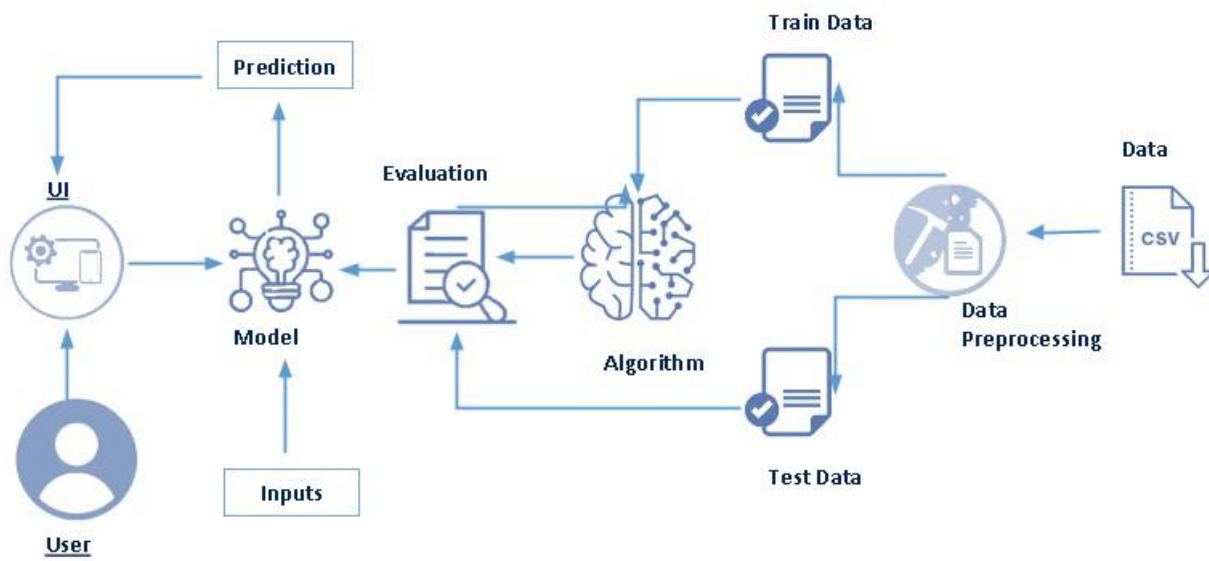 Train Data
Prediction
Data
Evaluation
UI
CSV
Model
Data
Preprocessing
Algorithm
Inputs
Test Data
User